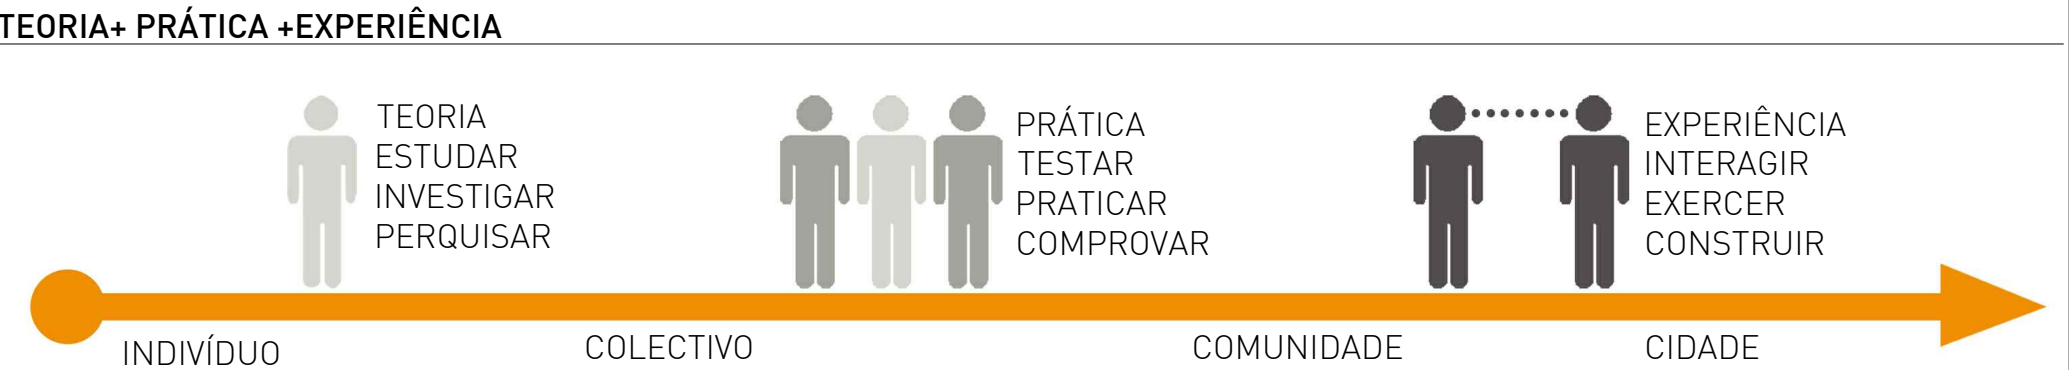 TEORIA+ PRÁTICA +EXPERIÊNCIA
TEORIA
ESTUDAR
INVESTIGAR
PERQUISAR
PRÁTICA
TESTAR
PRATICAR
COMPROVAR
EXPERIÊNCIA
INTERAGIR
EXERCER
CONSTRUIR
INDIVÍDUO
COLECTIVO
COMUNIDADE
CIDADE